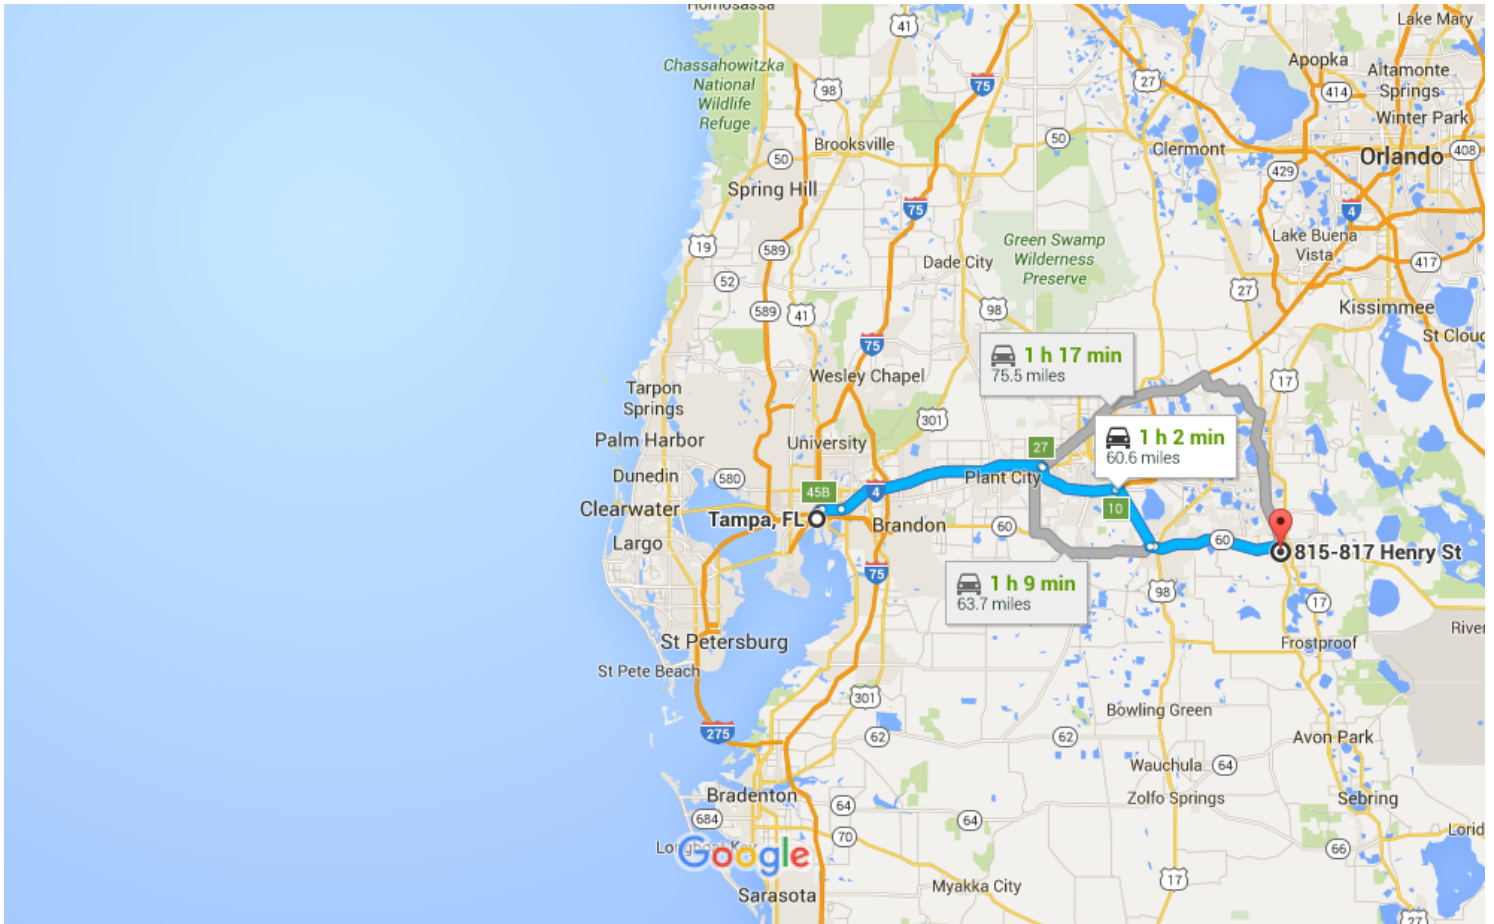 Homosassa
41
Lake Mary
Chassahowitzka
National
Wildlife
Refuge
98
75
27
Apopka
Altamonte
Springs
414
Winter Park
Brooksville
50
50
Clermont
Orlando
408
429
Spring Hill
75
4
19
589
Green Swamp
Wilderness
Preserve
Lake Buena
Vista
417
Dade City
52
27
589
41
98
Kissimmee
St Clou
75
1 h 17 min
75.5 miles
Wesley Chapel
17
Tarpon
Springs
301
Palm Harbor
University
27
1 h 2 min
60.6 miles
Dunedin
580
Plant City
4
45B
Clearwater
Tampa, FL
10
Brandon
60
60
Largo
815-817 Henry St
75
1 h 9 min
63.7 miles
98
17
St Petersburg
Frostproof
River
St Pete Beach
301
Bowling Green
275
62
62
Avon Park
Wauchula
64
Bradenton
Zolfo Springs
Sebring
64
684
64
70
Lorid
66
Google
Sarasota
Myakka City
17
27